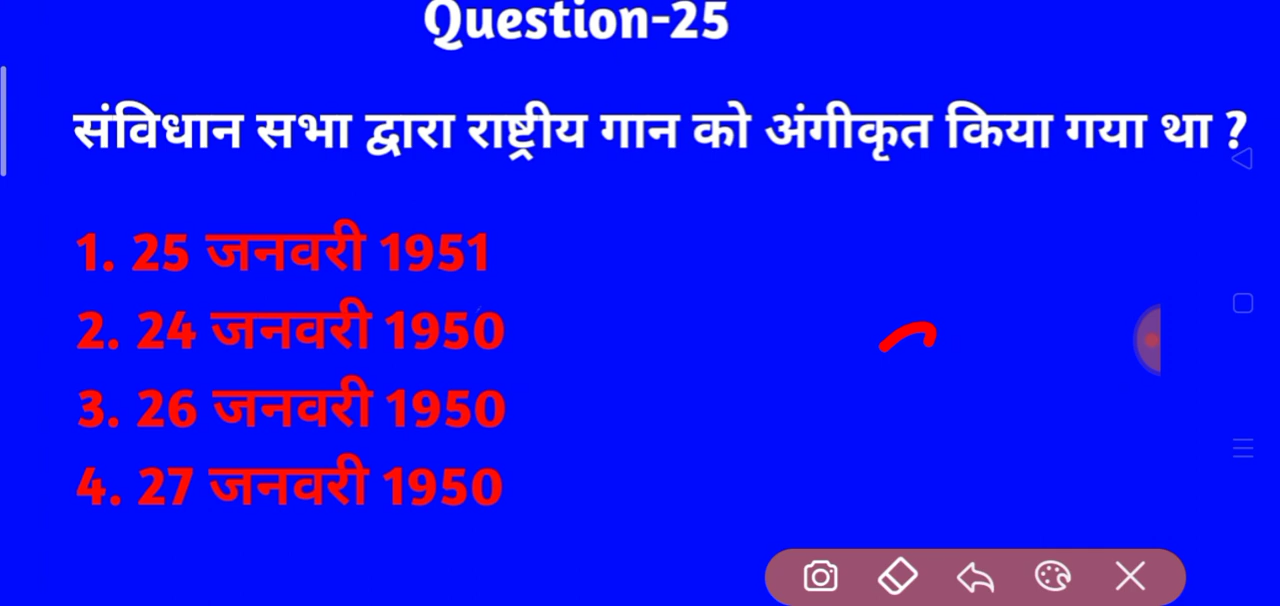 Question-25
संविधान सभा द्वारा राष्ट्रीय गान को अंगीकृत किया गया था ?
1. 25 जनवरी 1951
2. 24 जनवरी 1950
3. 26 जनवरी 1950
4. 27 जनवरी 1950